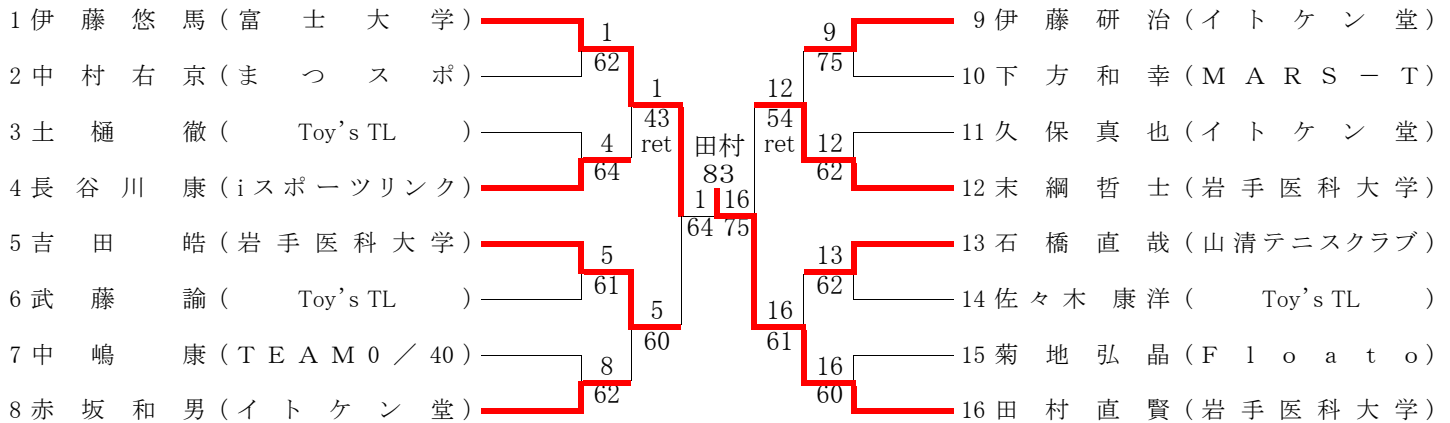 1 伊藤悠馬(富士大学)
1
62
2 中村右京(まつスポ)
1
43
ret
3 土樋徹(Toy's TL)
4
64
4 長谷川康(iスポーツリンク)
田村
83
1 16
64 75
5 吉田皓(岩手医科大学)
5
61
6 武藤諭(Toy's TL)
5
60
7 中嶋康(TEAM0/40)
8
62
8 赤坂和男(イトケン堂)
9 伊藤研治(イトケン堂)
9
75
10 下方和幸(MARS-T)
12
54
ret
11 久保真也(イトケン堂)
12
62
12 末綱哲士(岩手医科大学)
13 石橋直哉(山清テニスクラブ)
13
62
14 佐々木康洋(Toy's TL)
16
61
15 菊地弘晶(Floato)
16
60
16 田村直賢(岩手医科大学)